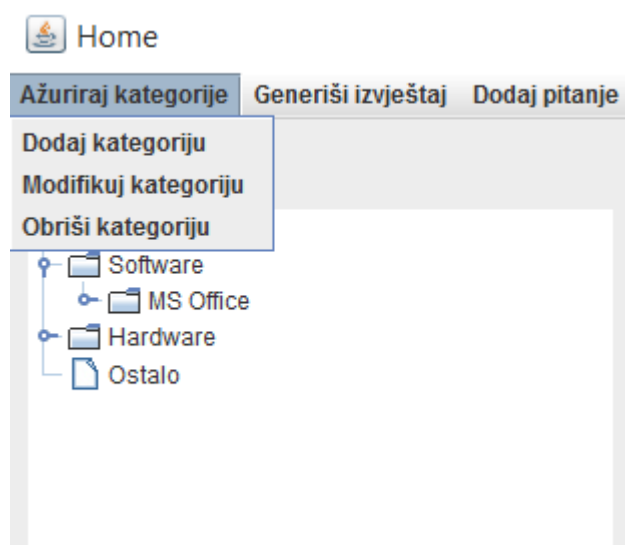 Home
Ažuriraj kategorije Generiši izvještaj Dodaj pitanje
Dodaj kategoriju
Modifikuj kategoriju
Obriši kategoriju
Software
MS Office
Hardware
Ostalo